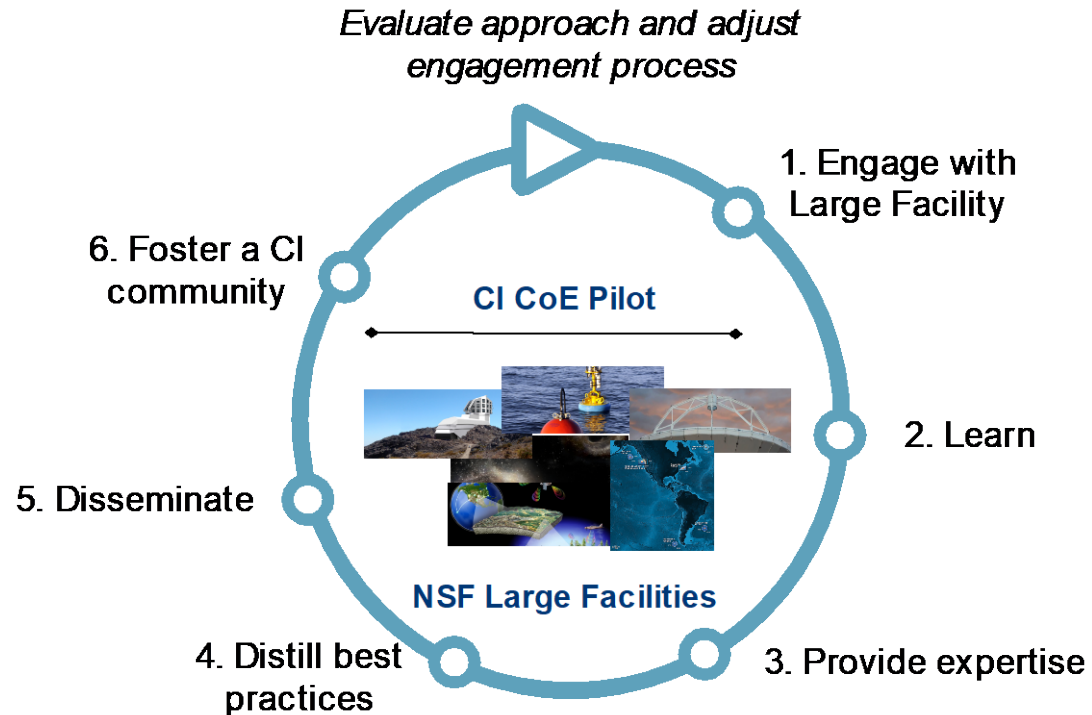 Evaluate approach and adjust
engagement process
1. Engage with
Large Facility
6. Foster a CI
community
CI CoE Pilot
2. Learn
5. Disseminate
NSF Large Facilities
4. Distill best
practices
3. Provide expertise